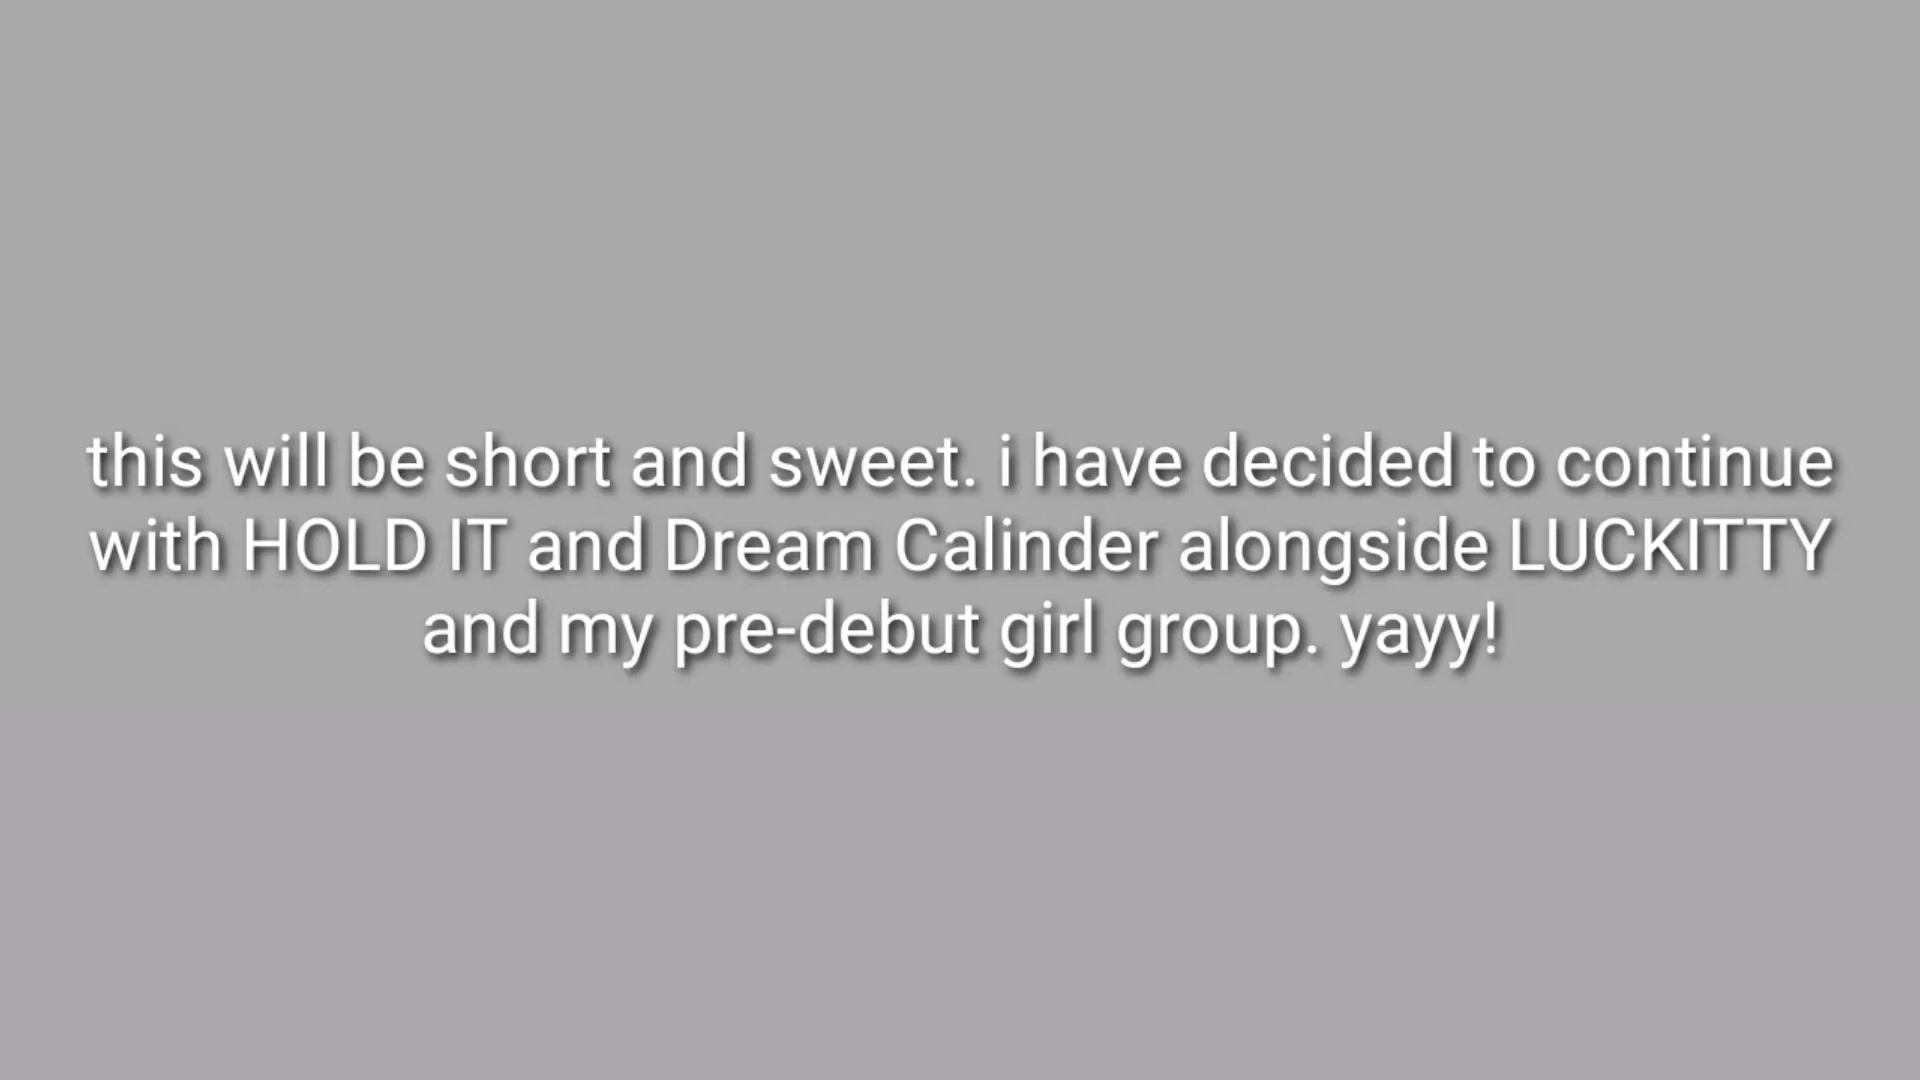 this will be short and sweet. i have decided to continue
with HOLD IT and Dream Calinder alongside LUCKITTY
and my pre-debut girl group. yayy!